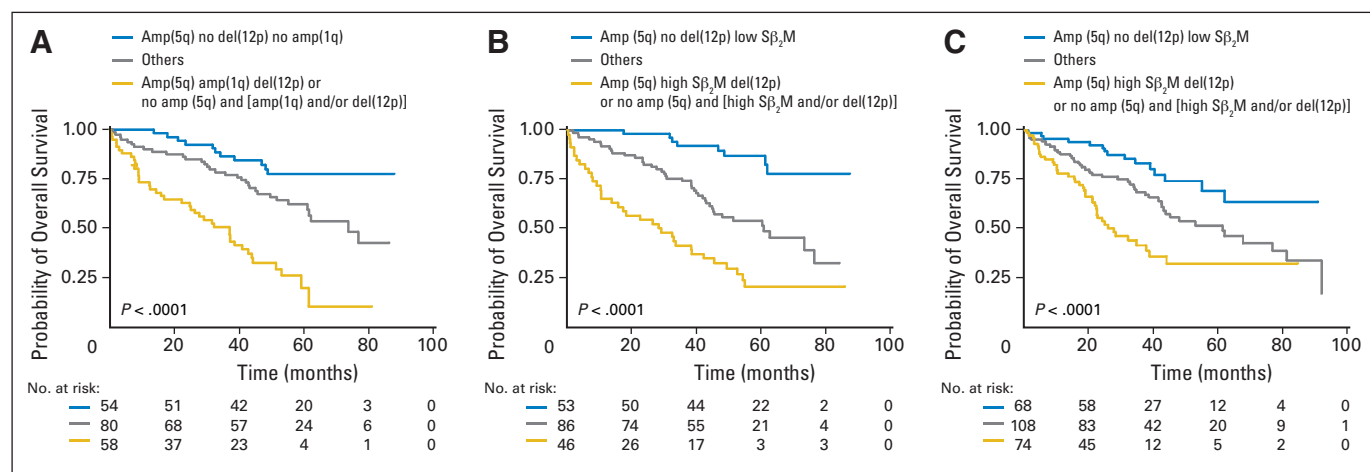 A
Amp(5q) no del(12p) no amp(1q)
Others
Amp(5q) amp(1q) del(12p) or
no amp (5q) and [amp(1q) and/or del(12p)]
Probability of Overall Survival
1.00
0.75
0.50
0.25
0
P < .0001
20 40 60 80 100
Time (months)
No. at risk:
54 51 42 20 3 0
80 68 57 24 6 0
58 37 23 4 1 0
B
Amp (5q) no del(12p) low Sβ₂M
Others
Amp (5q) high Sβ₂M del(12p)
or no amp (5q) and [high Sβ₂M and/or del(12p)]
Probability of Overall Survival
1.00
0.75
0.50
0.25
0
P < .0001
20 40 60 80 100
Time (months)
No. at risk:
53 50 44 22 2 0
86 74 55 21 4 0
46 26 17 3 3 0
C
Amp (5q) no del(12p) low Sβ₂M
Others
Amp (5q) high Sβ₂M del(12p)
or no amp (5q) and [high Sβ₂M and/or del(12p)]
Probability of Overall Survival
1.00
0.75
0.50
0.25
0
P < .0001
20 40 60 80 100
Time (months)
No. at risk:
68 58 27 12 4 0
108 83 42 20 9 1
74 45 12 5 2 0